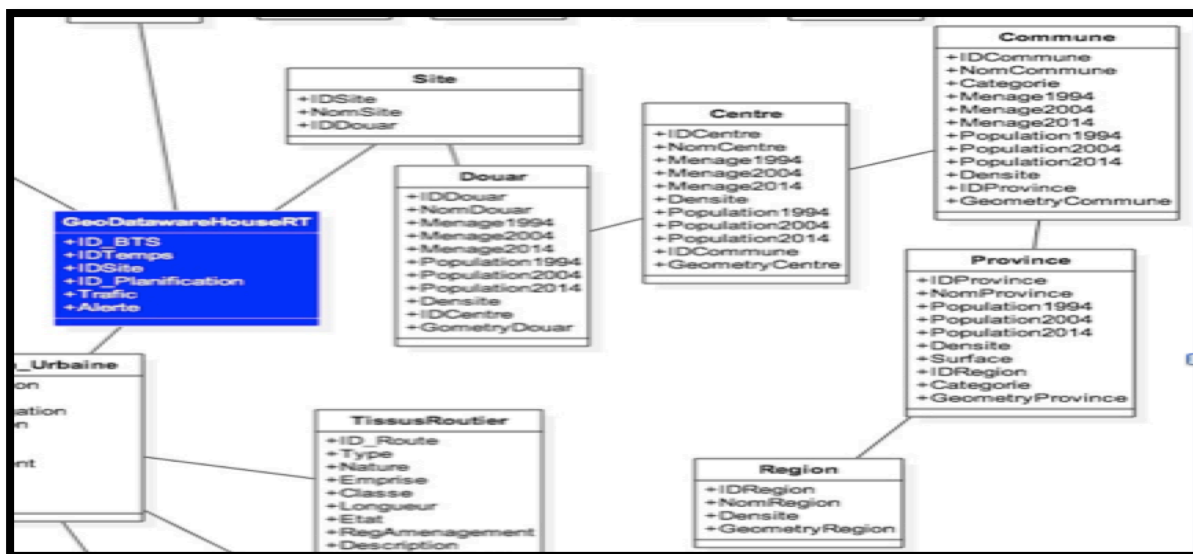 Commune
+IDCommune
+NomCommune
+Categorie
+Menage1994
+Menage2004
+Menage2014
+Population1994
+Population2004
+Population2014
+Densite
+IDProvince
+GeometryCommune
Site
+IDSite
+NomSite
+IDDouar
Centre
+IDCentre
+NomCentre
+Menage1994
+Menage2004
+Menage2014
+Densite
+Population1994
+Population2004
+Population2014
+IDCommune
+GeometryCentre
Douar
+IDDouar
+NomDouar
+Menage1994
+Menage2004
+Menage2014
+Population1994
+Population2004
+Population2014
+Densite
+IDCentre
+GometryDouar
GeoDatawareHouseRT
+ID_BTS
+IDTemps
+IDSite
+ID_Planification
+Trafic
+Alerte
Province
+IDProvince
+NomProvince
+Population1994
+Population2004
+Population2014
+Densite
+Surface
+IDRegion
+Categorie
+GeometryProvince
_Urbaine
on
ation
n
nt
TissusRoutier
+ID_Route
+Type
+Nature
+Emprise
+Classe
+Longueur
+Etat
+RegAmenagement
+Description
Region
+IDRegion
+NomRegion
+Densite
+GeometryRegion